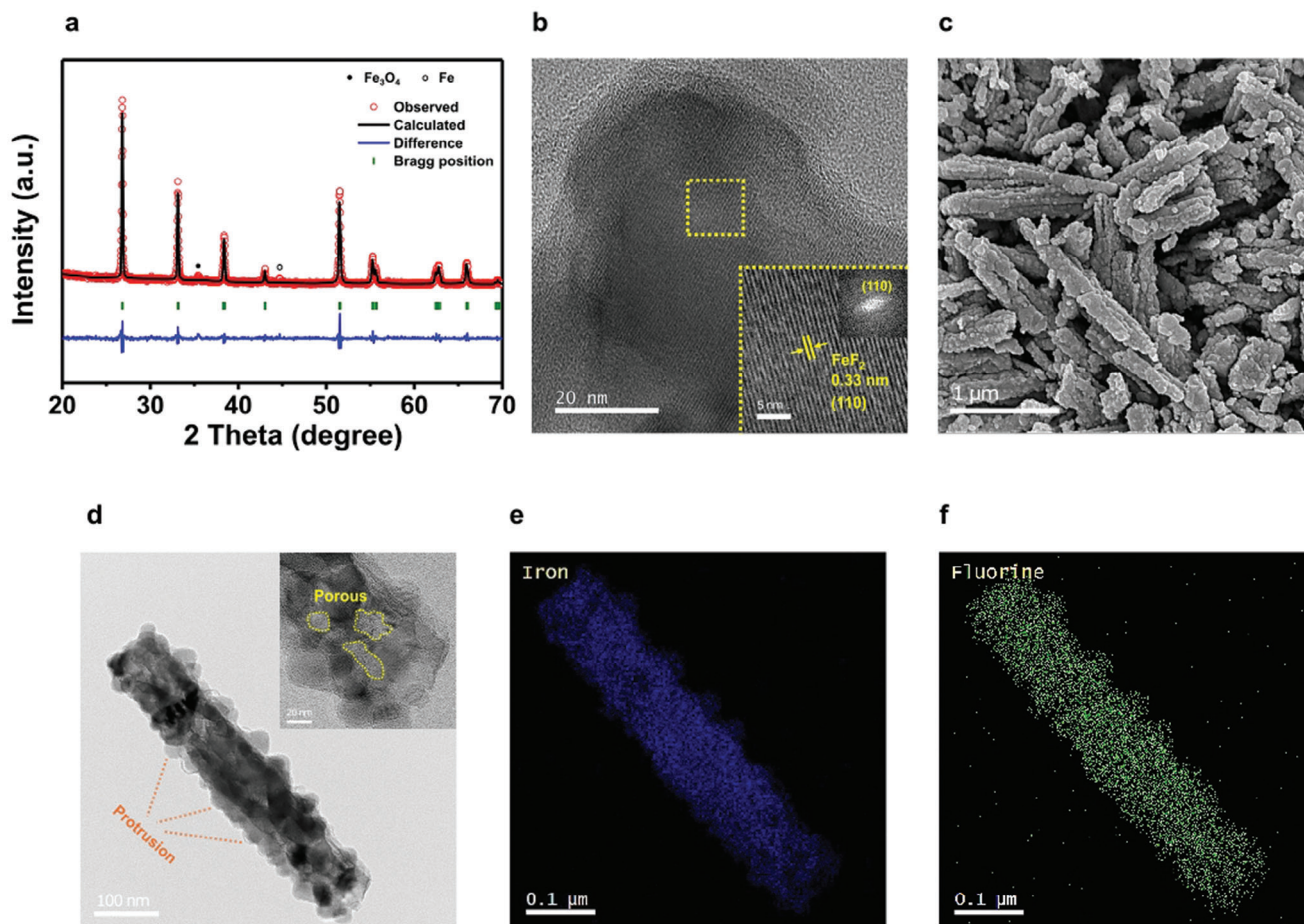 a
Fe₃O₄
Fe
Observed
Calculated
Difference
Bragg position
Intensity (a.u.)
20
30
40
50
60
70
2 Theta (degree)
b
20 nm
(110)
FeF₂
0.33 nm
(110)
5 nm
c
1 µm
d
Porous
20 nm
Protrusion
100 nm
e
Iron
0.1 µm
f
Fluorine
0.1 µm